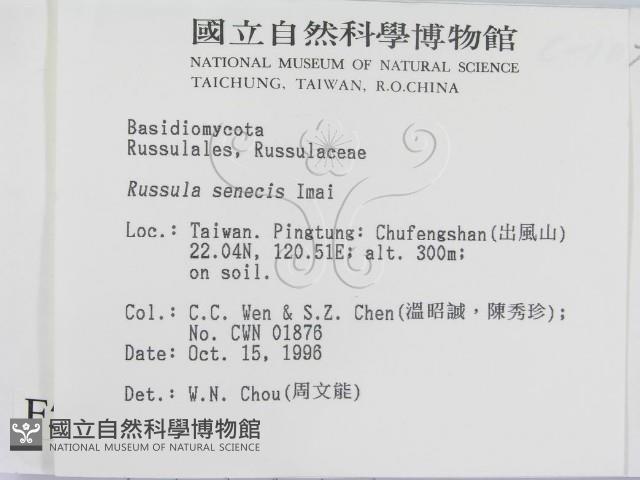 國立自然科學博物館
NATIONAL MUSEUM OF NATURAL SCIENCE
TAICHUNG, TAIWAN, R.O.CHINA
Basidiomycota
Russulales, Russulaceae
Russula senecis Imai
Loc.: Taiwan. Pingtung: Chufengshan(出風山)
22.04N, 120.51E; alt. 300m;
on soil.
Col.: C.C. Wen & S.Z. Chen(溫昭誠,陳秀珍);
No. CWN 01876
Date: Oct. 15, 1996
Det.: W.N. Chou(周文能)
國立自然科學博物館
NATIONAL MUSEUM OF NATURAL SCIENCE